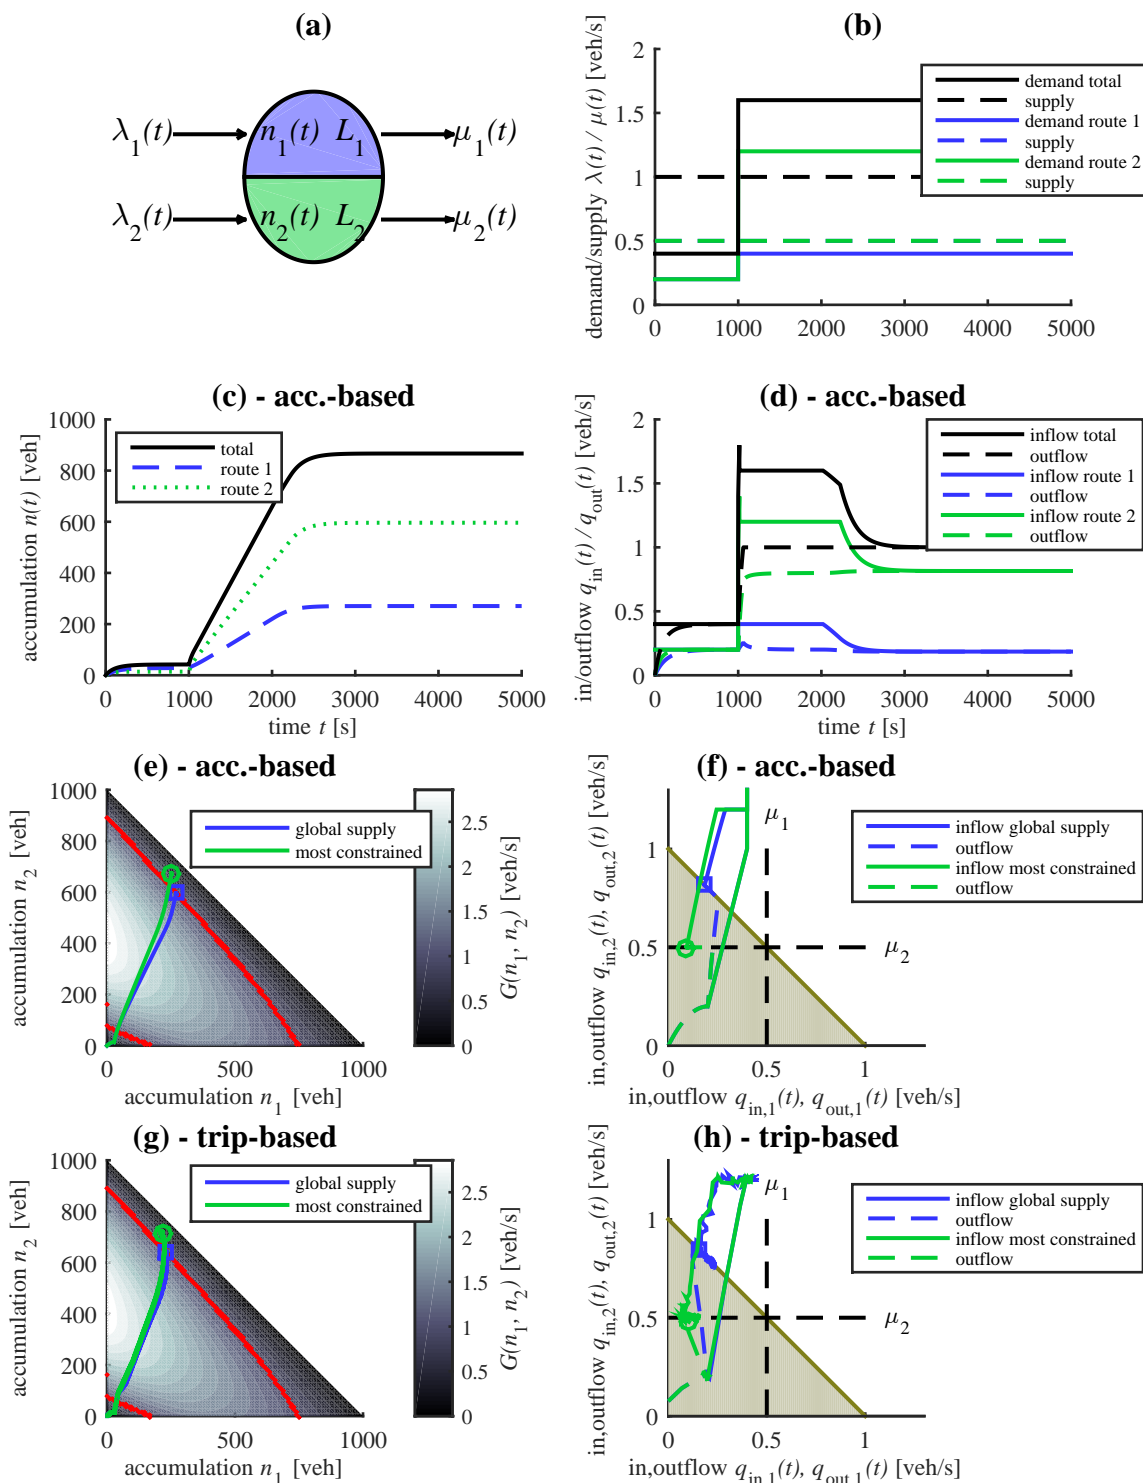 (a)
λ1(t)
n1(t) L1
μ1(t)
λ2(t)
n2(t) L2
μ2(t)
(b)
demand/supply λ(t) / μ(t) [veh/s]
2
1.5
1
0.5
0
0 1000 2000 3000 4000 5000
demand total
supply
demand route 1
supply
demand route 2
supply
(c) - acc.-based
accumulation n(t) [veh]
1000
800
600
400
200
0
0 1000 2000 3000 4000 5000
time t [s]
total
route 1
route 2
(d) - acc.-based
in/outflow qin(t) / qout(t) [veh/s]
2
1.5
1
0.5
0
0 1000 2000 3000 4000 5000
time t [s]
inflow total
outflow
inflow route 1
outflow
inflow route 2
outflow
(e) - acc.-based
accumulation n2 [veh]
1000
800
600
400
200
0
0 500 1000
accumulation n1 [veh]
global supply
most constrained
2.5
2
1.5
1
0.5
0
G(n1, n2) [veh/s]
(f) - acc.-based
in,outflow qin,2(t), qout,2(t) [veh/s]
1
0.5
0
0 0.5 1
in,outflow qin,1(t), qout,1(t) [veh/s]
μ1
μ2
inflow global supply
outflow
inflow most constrained
outflow
(g) - trip-based
accumulation n2 [veh]
1000
800
600
400
200
0
0 500 1000
accumulation n1 [veh]
global supply
most constrained
2.5
2
1.5
1
0.5
0
G(n1, n2) [veh/s]
(h) - trip-based
in,outflow qin,2(t), qout,2(t) [veh/s]
1
0.5
0
0 0.5 1
in,outflow qin,1(t), qout,1(t) [veh/s]
μ1
μ2
inflow global supply
outflow
inflow most constrained
outflow